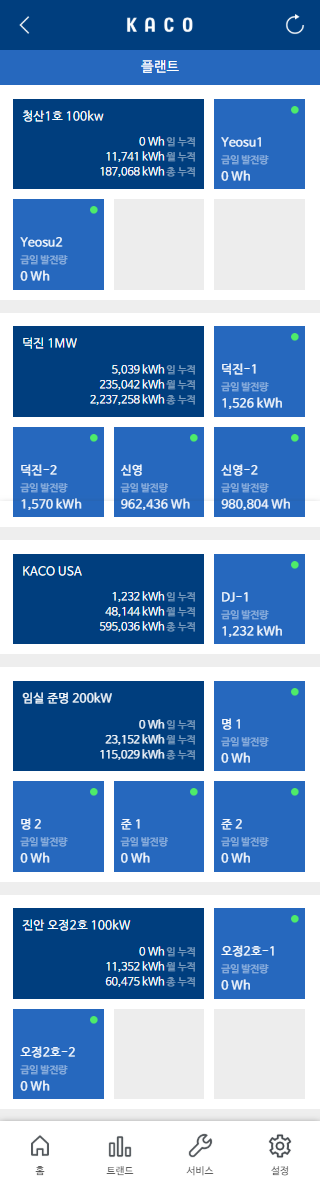 KACO
플랜트
청산1호 100kw
0 Wh 일 누적
11,741 kWh 월 누적
187,068 kWh 총 누적
Yeosu1
금일 발전량
0 Wh
Yeosu2
금일 발전량
0 Wh
덕진 1MW
5,039 kWh 일 누적
235,042 kWh 월 누적
2,237,258 kWh 총 누적
덕진-1
금일 발전량
1,526 kWh
덕진-2
금일 발전량
1,570 kWh
신영
금일 발전량
962,436 Wh
신영-2
금일 발전량
980,804 Wh
KACO USA
1,232 kWh 일 누적
48,144 kWh 월 누적
595,036 kWh 총 누적
DJ-1
금일 발전량
1,232 kWh
임실 준명 200kW
0 Wh 일 누적
23,152 kWh 월 누적
115,029 kWh 총 누적
명 1
금일 발전량
0 Wh
명 2
금일 발전량
0 Wh
준 1
금일 발전량
0 Wh
준 2
금일 발전량
0 Wh
진안 오정2호 100kW
0 Wh 일 누적
11,352 kWh 월 누적
60,475 kWh 총 누적
오정2호-1
금일 발전량
0 Wh
오정2호-2
금일 발전량
0 Wh
홈
트랜드
서비스
설정